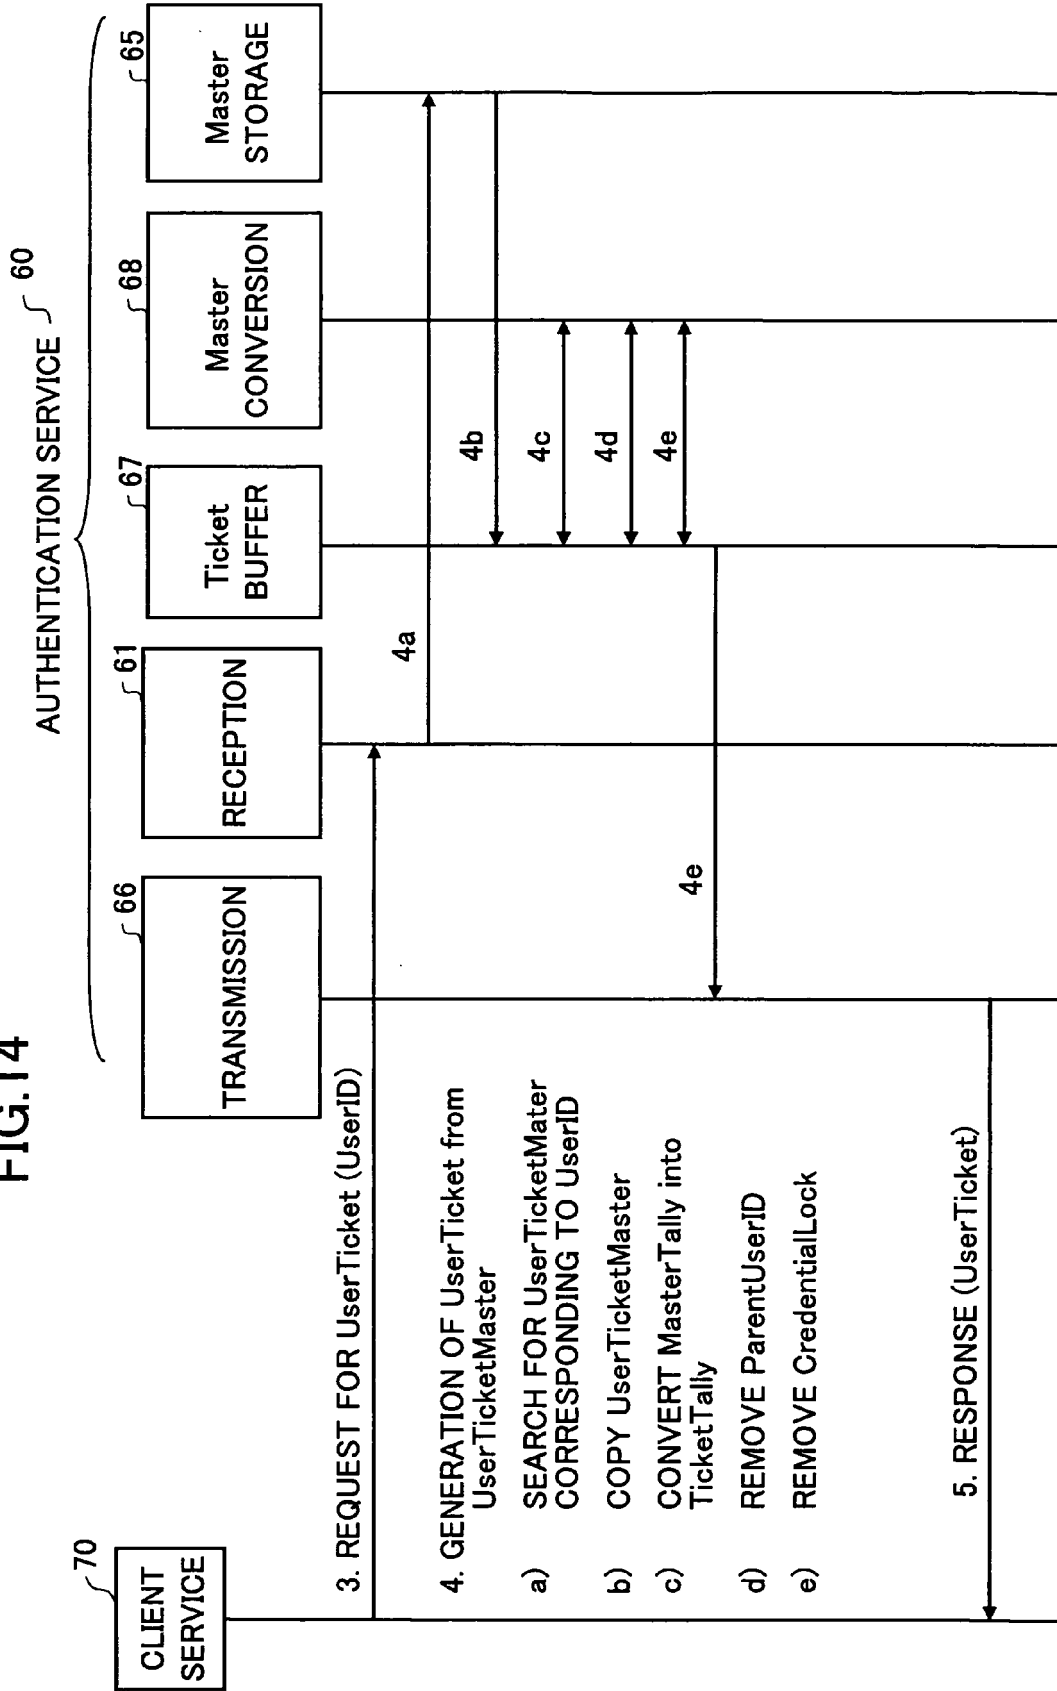 FIG.14
AUTHENTICATION SERVICE 60
70
CLIENT
SERVICE
66
TRANSMISSION
61
RECEPTION
67
Ticket
BUFFER
68
Master
CONVERSION
65
Master
STORAGE
3. REQUEST FOR UserTicket (UserID)
4a
4. GENERATION OF UserTicket from
UserTicketMaster
a) SEARCH FOR UserTicketMater
CORRESPONDING TO UserID
b) COPY UserTicketMaster
c) CONVERT MasterTally into
TicketTally
d) REMOVE ParentUserID
e) REMOVE CredentialLock
4b
4c
4d
4e
4e
5. RESPONSE (UserTicket)